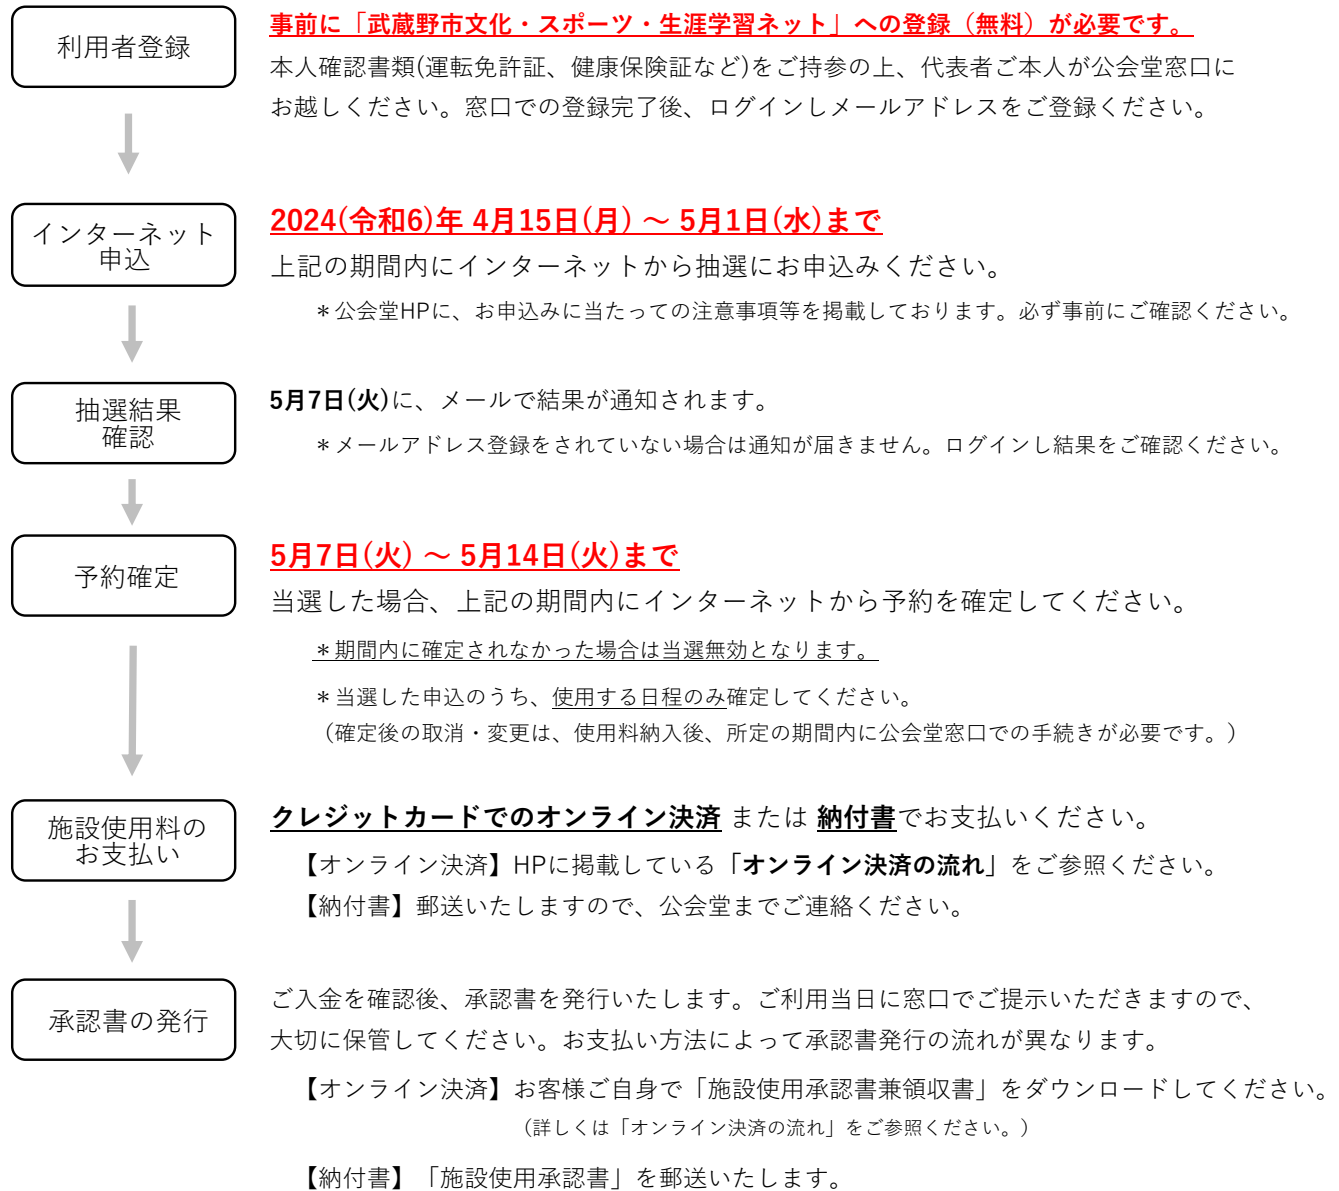 利用者登録
事前に「武蔵野市文化・スポーツ・生涯学習ネット」への登録（無料）が必要です。
本人確認書類(運転免許証、健康保険証など)をご持参の上、代表者ご本人が公会堂窓口に
お越しください。窓口での登録完了後、ログインしメールアドレスをご登録ください。
インターネット
申込
2024(令和6)年 4月15日(月) ～ 5月1日(水)まで
上記の期間内にインターネットから抽選にお申込みください。
＊公会堂HPに、お申込みに当たっての注意事項等を掲載しております。必ず事前にご確認ください。
抽選結果
確認
5月7日(火)に、メールで結果が通知されます。
＊メールアドレス登録をされていない場合は通知が届きません。ログインし結果をご確認ください。
予約確定
5月7日(火) ～ 5月14日(火)まで
当選した場合、上記の期間内にインターネットから予約を確定してください。
＊期間内に確定されなかった場合は当選無効となります。
＊当選した申込のうち、使用する日程のみ確定してください。
（確定後の取消・変更は、使用料納入後、所定の期間内に公会堂窓口での手続きが必要です。）
施設使用料の
お支払い
クレジットカードでのオンライン決済 または 納付書でお支払いください。
【オンライン決済】HPに掲載している「オンライン決済の流れ」をご参照ください。
【納付書】郵送いたしますので、公会堂までご連絡ください。
承認書の発行
ご入金を確認後、承認書を発行いたします。ご利用当日に窓口でご提示いただきますので、
大切に保管してください。お支払い方法によって承認書発行の流れが異なります。
【オンライン決済】お客様ご自身で「施設使用承認書兼領収書」をダウンロードしてください。
（詳しくは「オンライン決済の流れ」をご参照ください。）
【納付書】「施設使用承認書」を郵送いたします。